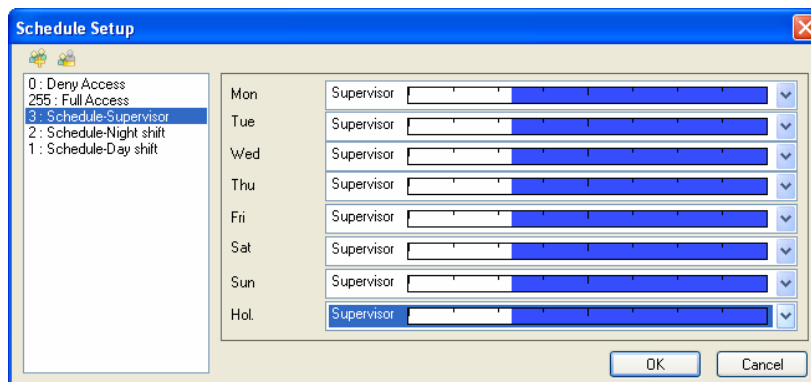 Schedule Setup
0 : Deny Access
255 : Full Access
3 : Schedule-Supervisor
2 : Schedule-Night shift
1 : Schedule-Day shift
Mon Supervisor
Tue Supervisor
Wed Supervisor
Thu Supervisor
Fri Supervisor
Sat Supervisor
Sun Supervisor
Hol. Supervisor
OK Cancel